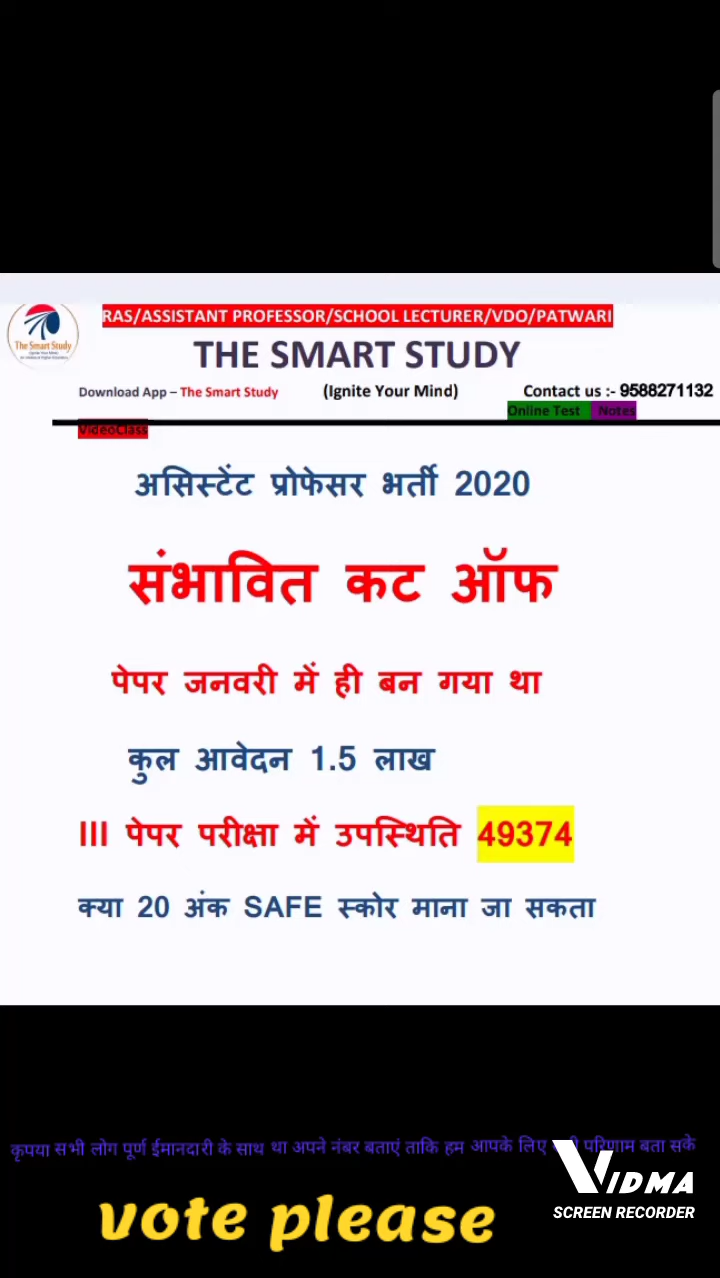 RAS/ASSISTANT PROFESSOR/SCHOOL LECTURER/VDO/PATWARI
The Smart Study
THE SMART STUDY
Download App – The Smart Study (Ignite Your Mind) Contact us :- 9588271132
Online Test Notes
VideoClass
असिस्टेंट प्रोफेसर भर्ती 2020
संभावित कट ऑफ
पेपर जनवरी में ही बन गया था
कुल आवेदन 1.5 लाख
III पेपर परीक्षा में उपस्थिति 49374
क्या 20 अंक SAFE स्कोर माना जा सकता
कृपया सभी लोग पूर्ण ईमानदारी के साथ था अपने नंबर बताएं ताकि हम आपके लिए परिणाम बता सके
VIDMA
SCREEN RECORDER
vote please